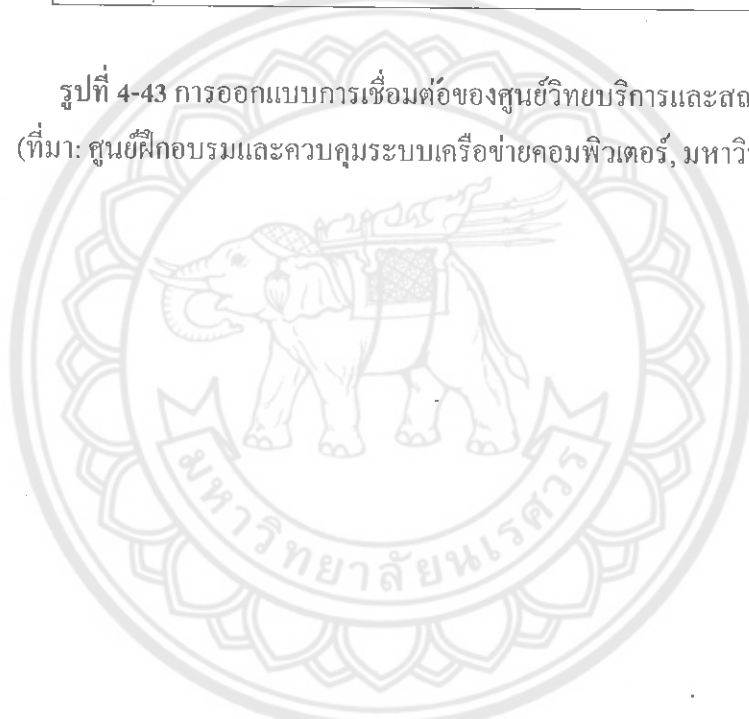 รูปที่ 4-43 การออกแบบการเชื่อมต่อของศูนย์วิทยบริการและสถ
(ที่มา: ศูนย์ฝึกอบรมและควบคุมระบบเครือข่ายคอมพิวเตอร์, มหาวิ
มหาวิทยาลัยนเรศวร